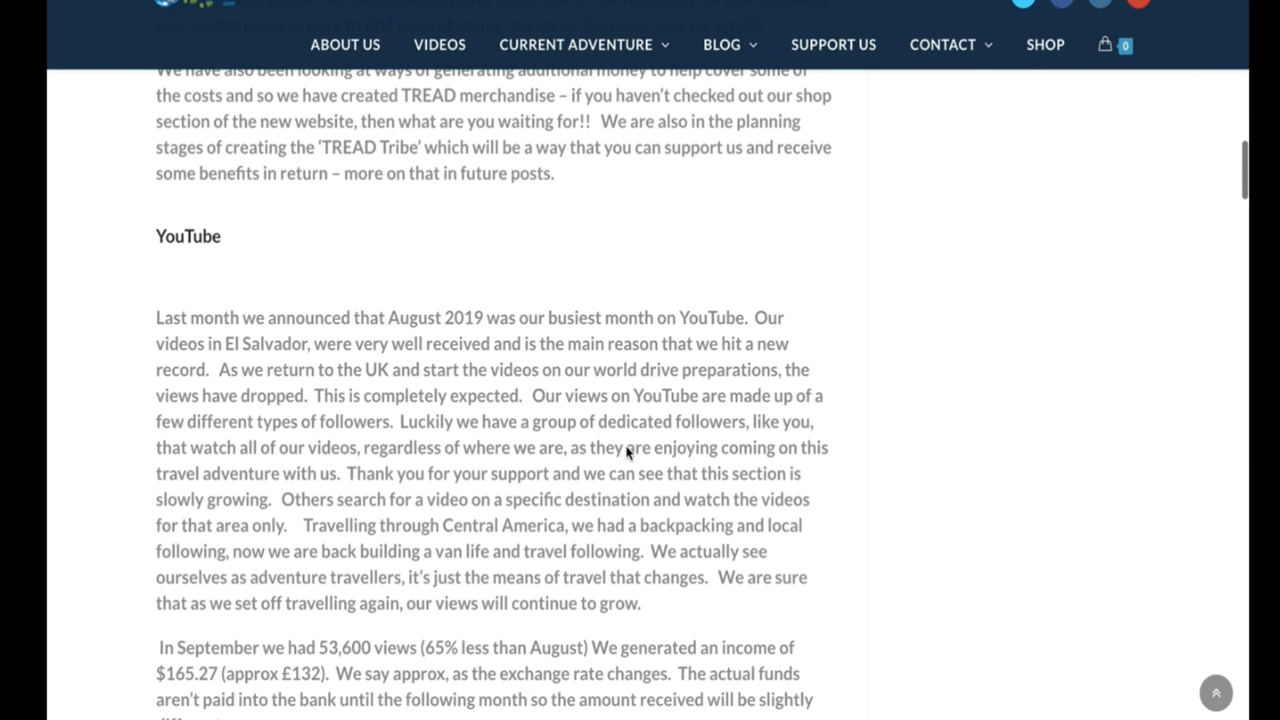 ABOUT US VIDEOS CURRENT ADVENTURE BLOG SUPPORT US CONTACT SHOP 0
We have also been looking at ways of generating additional money to help cover some of
the costs and so we have created TREAD merchandise – if you haven't checked out our shop
section of the new website, then what are you waiting for!! We are also in the planning
stages of creating the 'TREAD Tribe' which will be a way that you can support us and receive
some benefits in return – more on that in future posts.
YouTube
Last month we announced that August 2019 was our busiest month on YouTube. Our
videos in El Salvador, were very well received and is the main reason that we hit a new
record. As we return to the UK and start the videos on our world drive preparations, the
views have dropped. This is completely expected. Our views on YouTube are made up of a
few different types of followers. Luckily we have a group of dedicated followers, like you,
that watch all of our videos, regardless of where we are, as they are enjoying coming on this
travel adventure with us. Thank you for your support and we can see that this section is
slowly growing. Others search for a video on a specific destination and watch the videos
for that area only. Travelling through Central America, we had a backpacking and local
following, now we are back building a van life and travel following. We actually see
ourselves as adventure travellers, it's just the means of travel that changes. We are sure
that as we set off travelling again, our views will continue to grow.
In September we had 53,600 views (65% less than August) We generated an income of
$165.27 (approx £132). We say approx, as the exchange rate changes. The actual funds
aren't paid into the bank until the following month so the amount received will be slightly